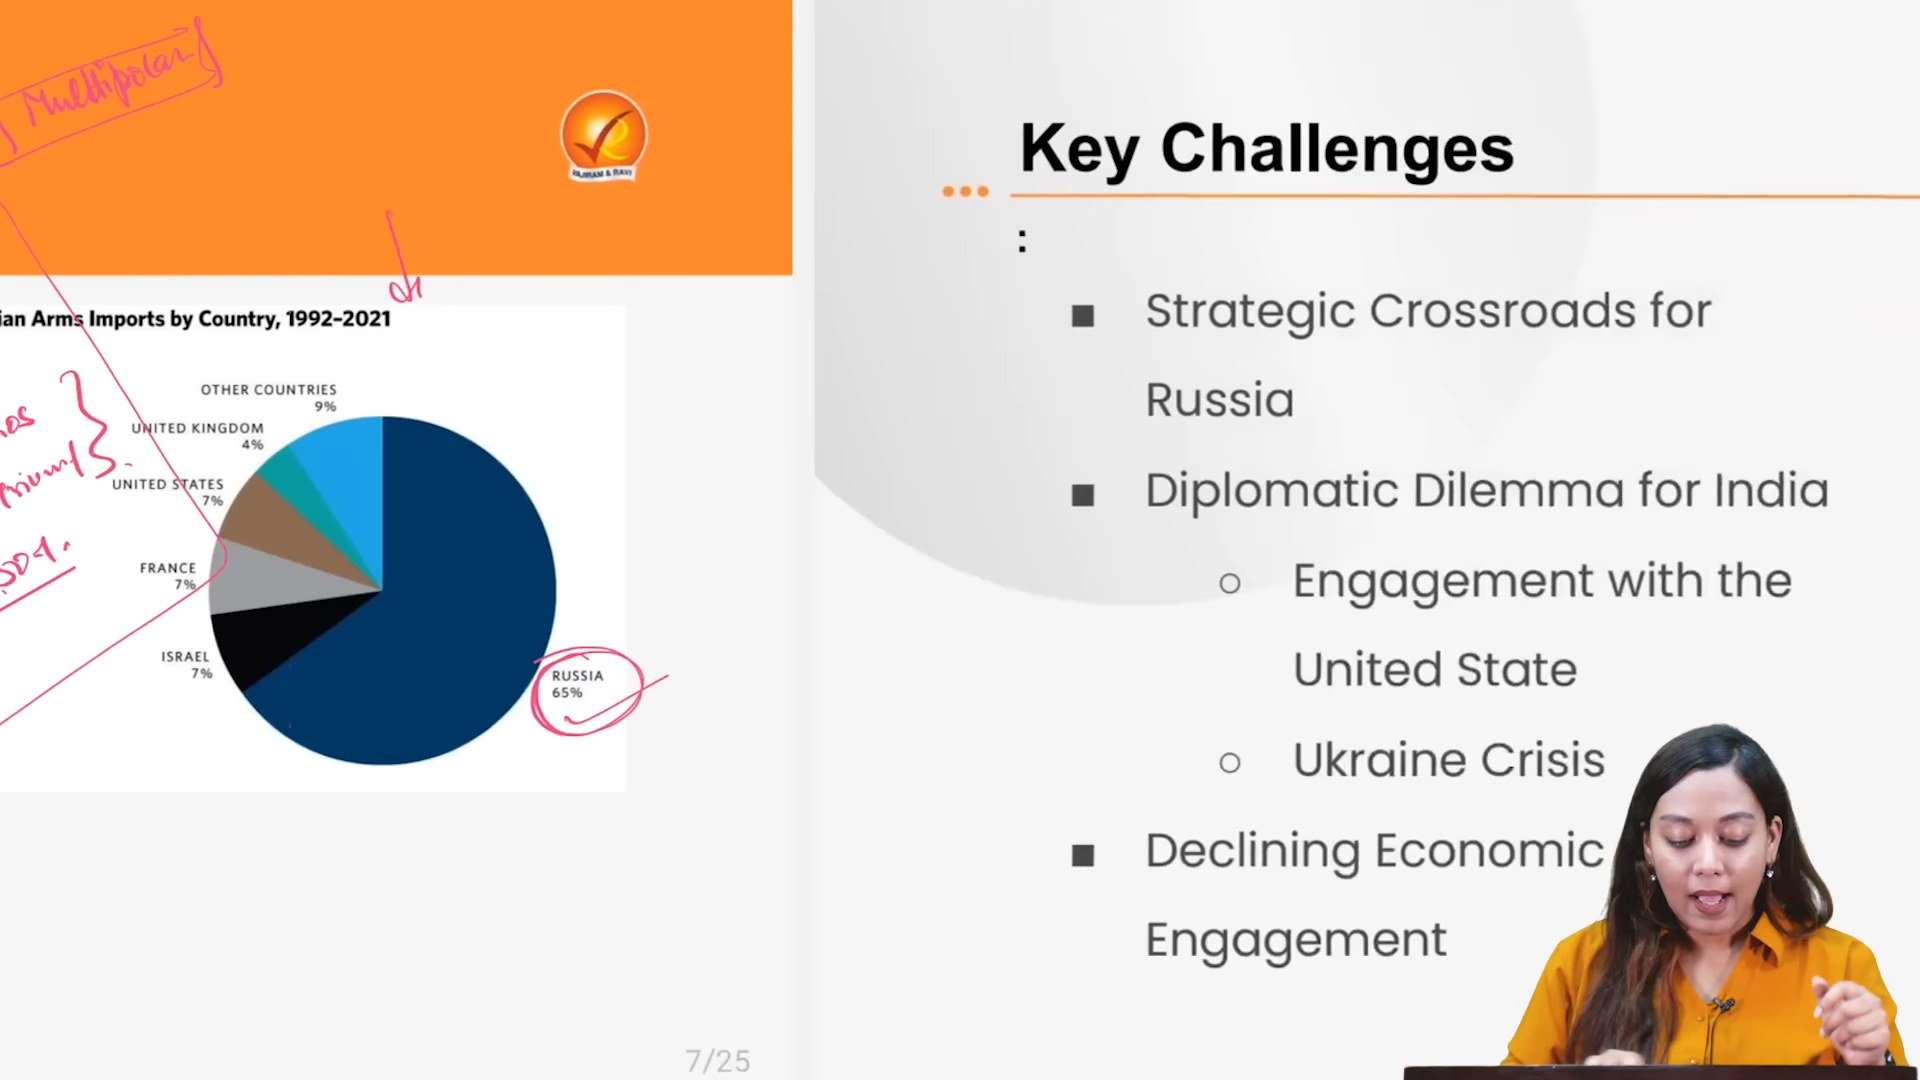 Multipolar
VAJIRAM & RAVI
ian Arms Imports by Country, 1992–2021
OTHER COUNTRIES
9%
UNITED KINGDOM
4%
UNITED STATES
7%
FRANCE
7%
ISRAEL
7%
RUSSIA
65%
7/25
Key Challenges
:
■ Strategic Crossroads for
Russia
■ Diplomatic Dilemma for India
○ Engagement with the
United State
○ Ukraine Crisis
■ Declining Economic
Engagement